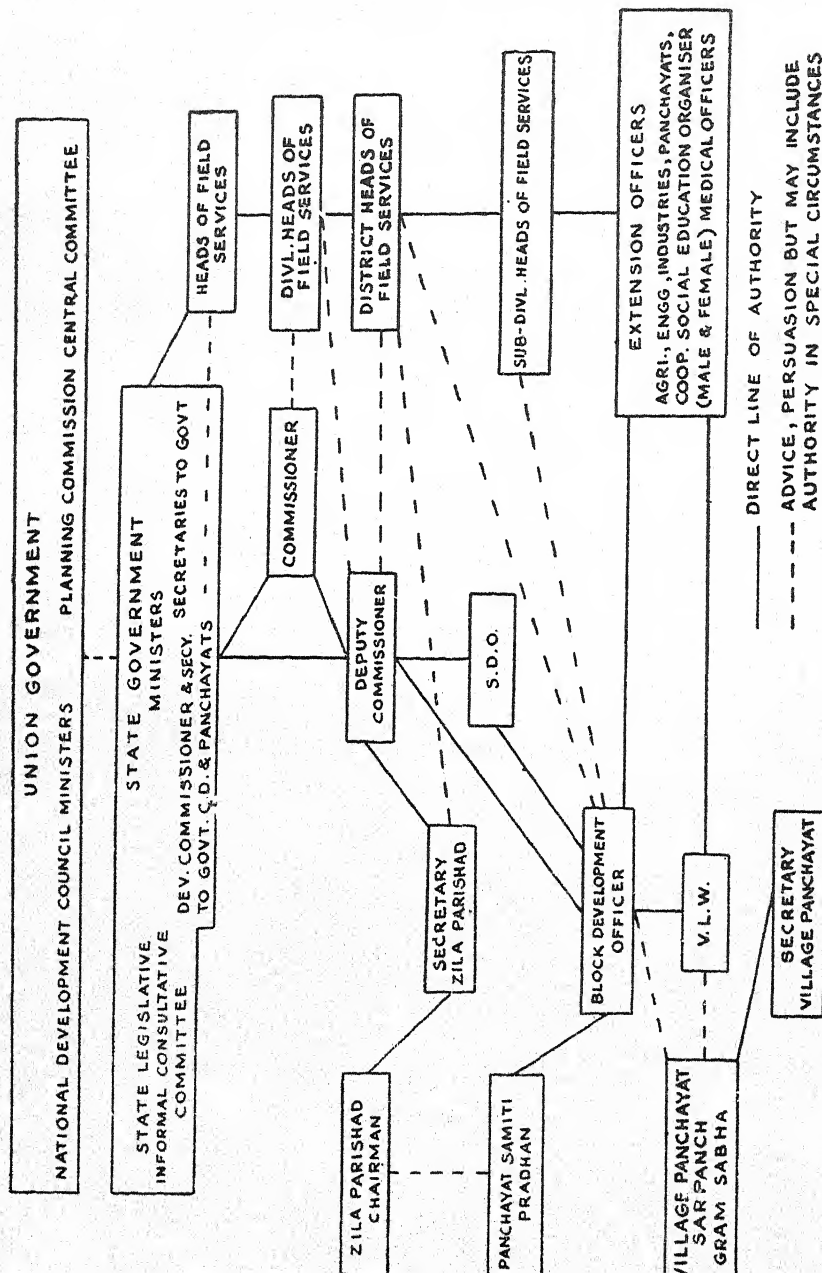 UNION GOVERNMENT
NATIONAL DEVELOPMENT COUNCIL MINISTERS PLANNING COMMISSION CENTRAL COMMITTEE
STATE GOVERNMENT
MINISTERS
STATE LEGISLATIVE
INFORMAL CONSULTATIVE
COMMITTEE
DEV. COMMISSIONER & SECY. SECRETARIES TO GOVT
TO GOVT. C.D. & PANCHAYATS
HEADS OF FIELD
SERVICES
COMMISSIONER
DIVL. HEADS OF
FIELD SERVICES
ZILA PARISHAD
CHAIRMAN
SECRETARY
ZILA PARISHAD
DEPUTY
COMMISSIONER
DISTRICT HEADS OF
FIELD SERVICES
S.D.O.
SUB-DIVL. HEADS OF FIELD SERVICES
PANCHAYAT SAMITI
PRADHAN
BLOCK DEVELOPMENT
OFFICER
EXTENSION OFFICERS
AGRI., ENGG., INDUSTRIES, PANCHAYATS,
COOP. SOCIAL EDUCATION ORGANISER
(MALE & FEMALE) MEDICAL OFFICERS
VILLAGE PANCHAYAT
SARPANCH
GRAM SABHA
V.L.W.
SECRETARY
VILLAGE PANCHAYAT
DIRECT LINE OF AUTHORITY
ADVICE, PERSUASION BUT MAY INCLUDE
AUTHORITY IN SPECIAL CIRCUMSTANCES